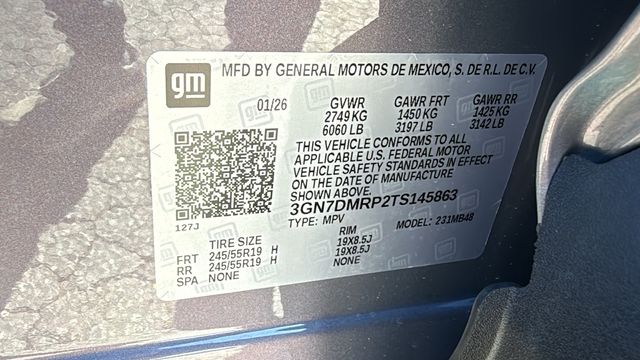 gm MFD BY GENERAL MOTORS DE MEXICO, S. DE R.L. DE C.V.
01/26 GVWR GAWR FRT GAWR RR
2749 KG 1450 KG 1425 KG
6060 LB 3197 LB 3142 LB
THIS VEHICLE CONFORMS TO ALL
APPLICABLE U.S. FEDERAL MOTOR
VEHICLE SAFETY STANDARDS IN EFFECT
ON THE DATE OF MANUFACTURE
SHOWN ABOVE.
3GN7DMRP2TS145863
127J TYPE: MPV MODEL: 231MB48
TIRE SIZE RIM
FRT 245/55R19 H 19X8.5J
RR 245/55R19 H 19X8.5J
SPA NONE NONE